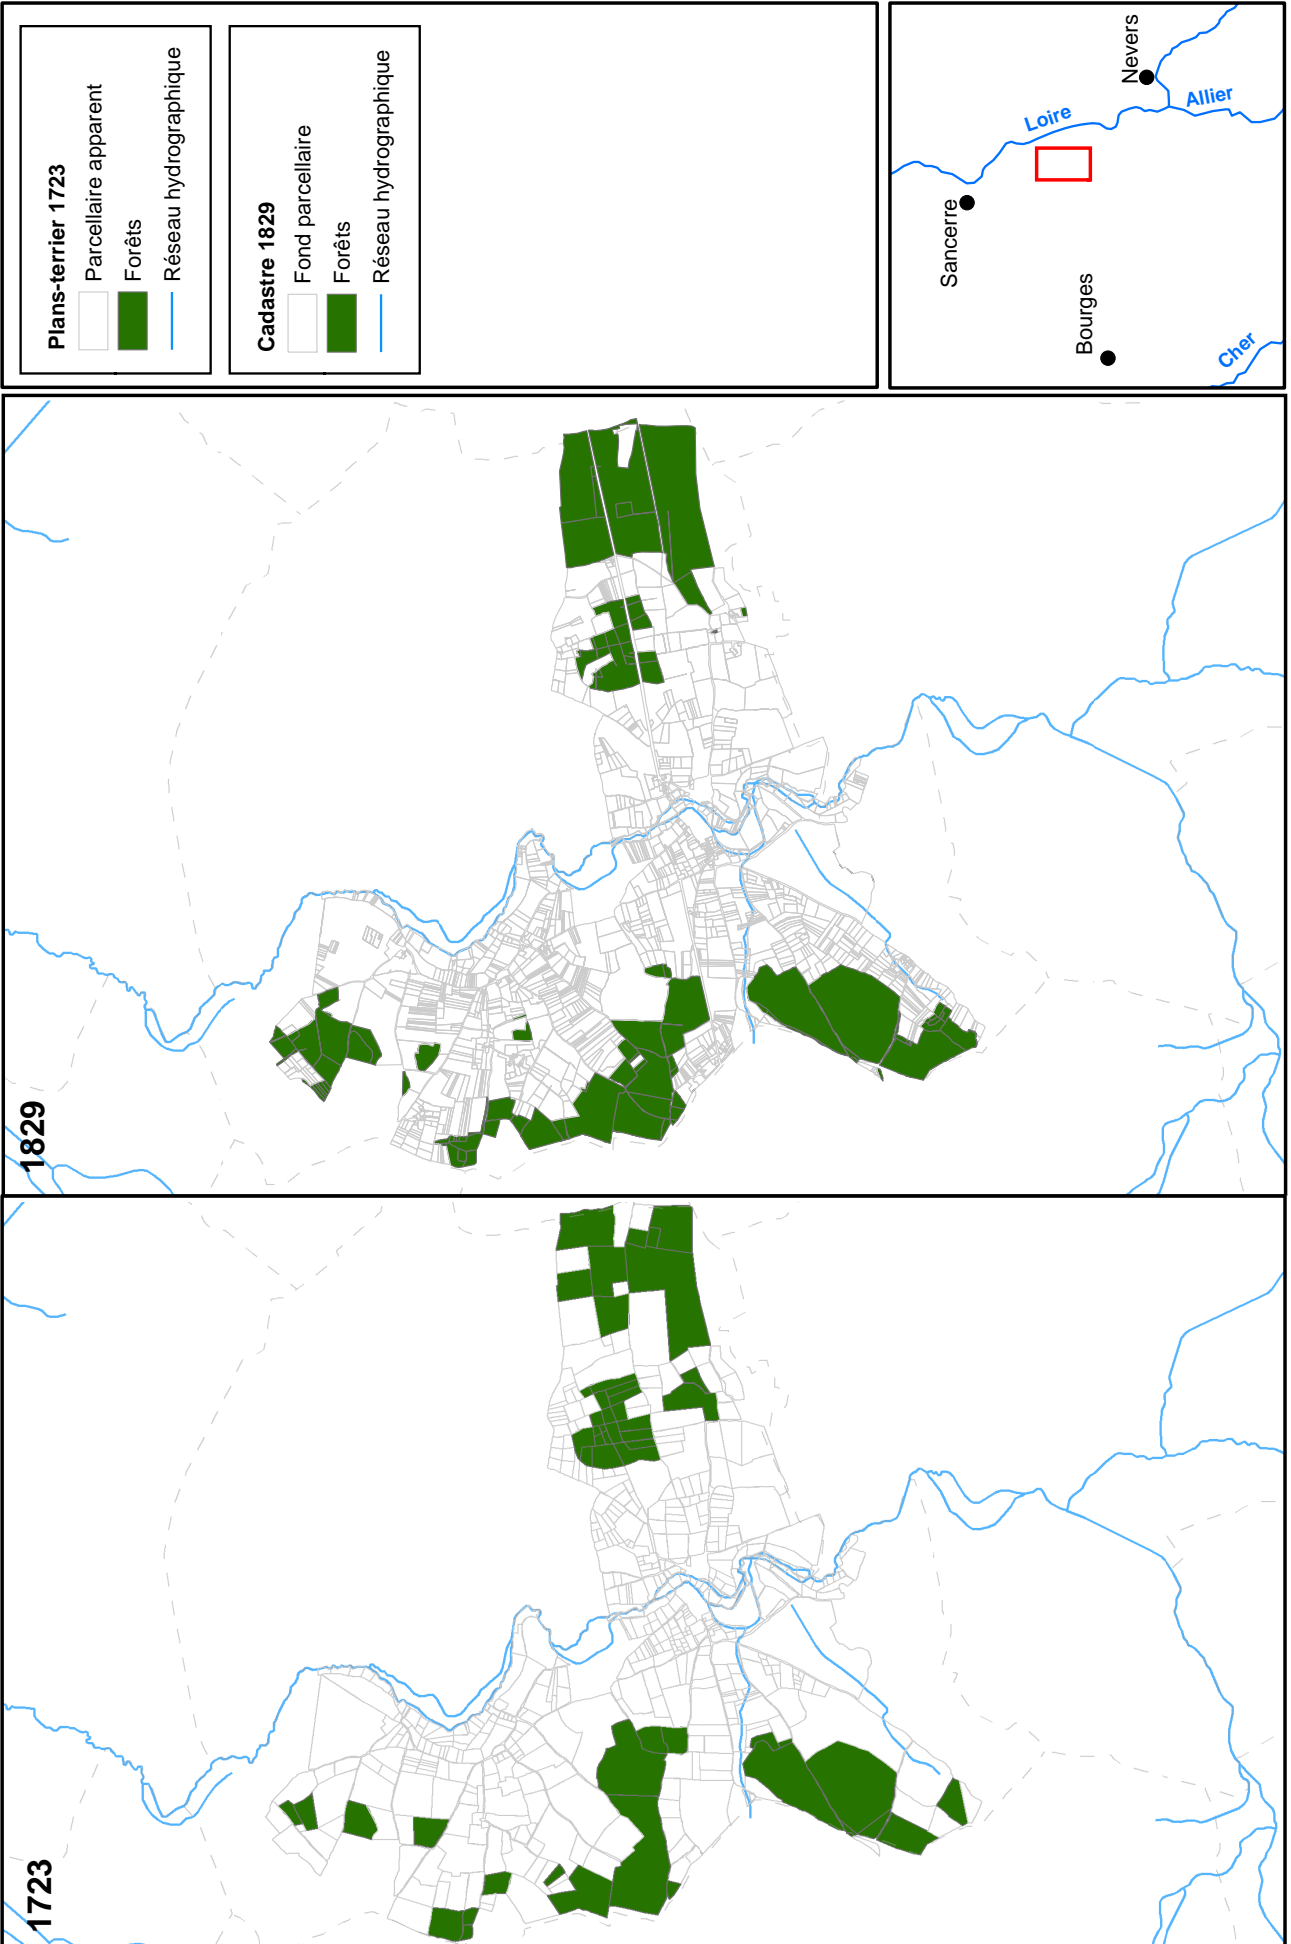 1723
1829
Plans-terrier 1723
Parcellaire apparent
Forêts
Réseau hydrographique
Cadastre 1829
Fond parcellaire
Forêts
Réseau hydrographique
Sancerre
Loire
Nevers
Allier
Bourges
Cher